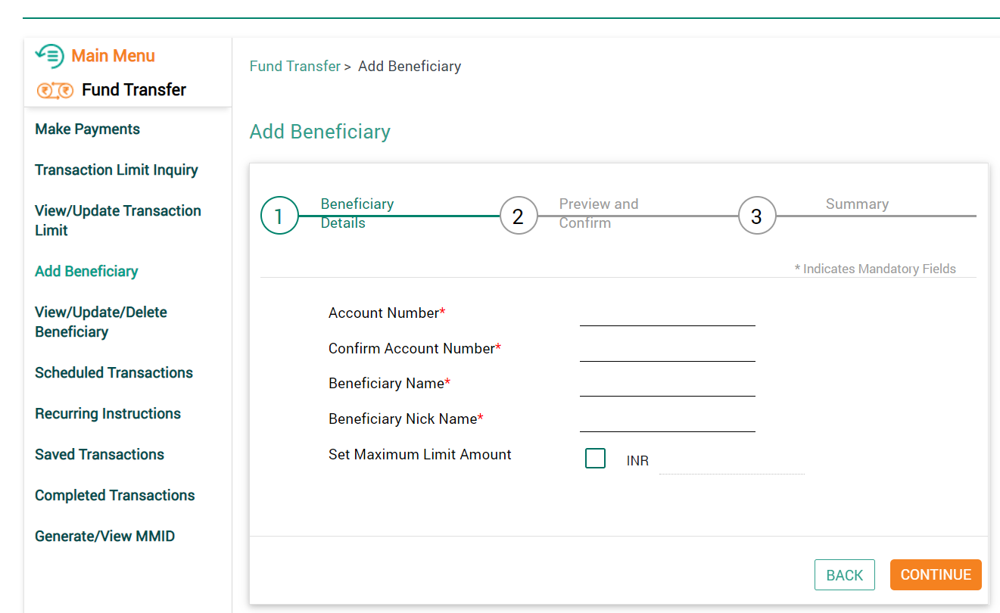 Main Menu
Fund Transfer
Make Payments
Transaction Limit Inquiry
View/Update Transaction
Limit
Add Beneficiary
View/Update/Delete
Beneficiary
Scheduled Transactions
Recurring Instructions
Saved Transactions
Completed Transactions
Generate/View MMID
Fund Transfer > Add Beneficiary
Add Beneficiary
1 Beneficiary
Details
2 Preview and
Confirm
3 Summary
* Indicates Mandatory Fields
Account Number*
Confirm Account Number*
Beneficiary Name*
Beneficiary Nick Name*
Set Maximum Limit Amount INR
BACK CONTINUE